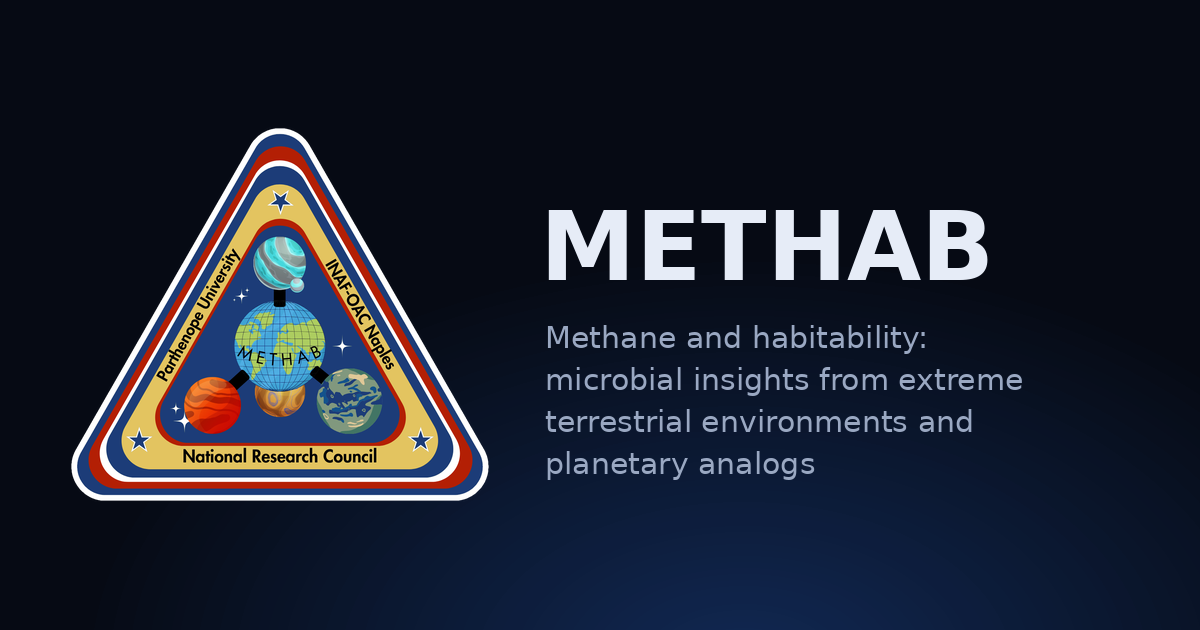 Parthenope University
INAF-OAC Naples
METHAB
National Research Council
METHAB
Methane and habitability:
microbial insights from extreme
terrestrial environments and
planetary analogs